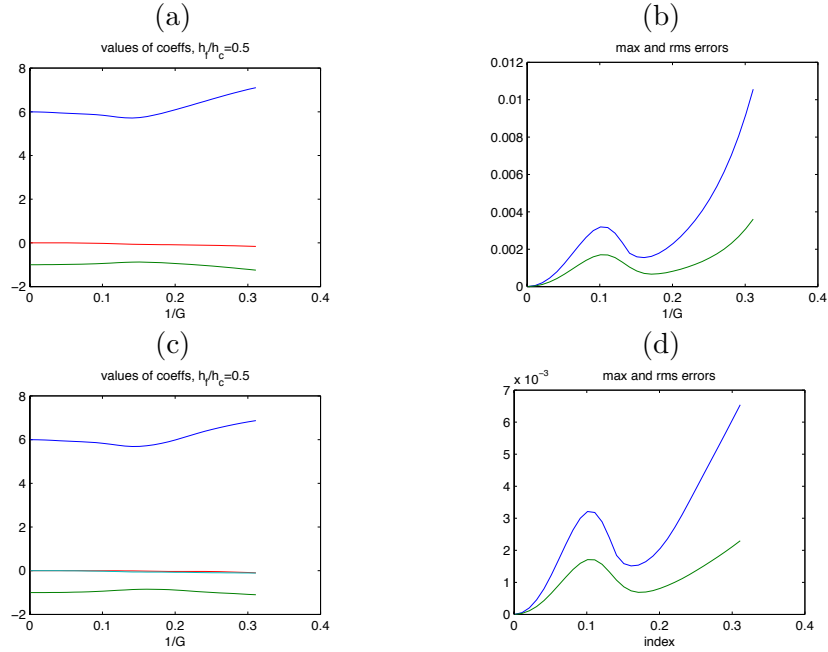 (a)
values of coeffs, h_f/h_c=0.5
8
6
4
2
0
−2
0 0.1 0.2 0.3 0.4
1/G
(b)
max and rms errors
0.012
0.01
0.008
0.006
0.004
0.002
0
0 0.1 0.2 0.3 0.4
1/G
(c)
values of coeffs, h_f/h_c=0.5
8
6
4
2
0
−2
0 0.1 0.2 0.3 0.4
1/G
(d)
max and rms errors
x 10⁻³
7
6
5
4
3
2
1
0
0 0.1 0.2 0.3 0.4
index